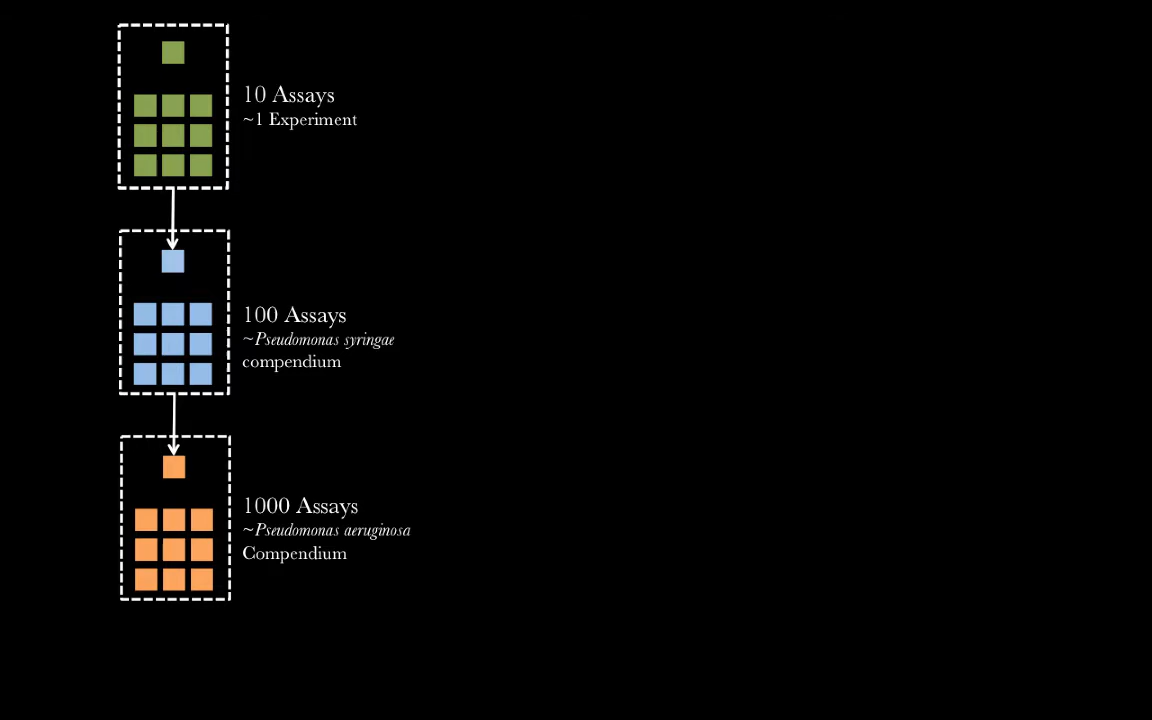 10 Assays
~1 Experiment
100 Assays
~Pseudomonas syringae
compendium
1000 Assays
~Pseudomonas aeruginosa
Compendium